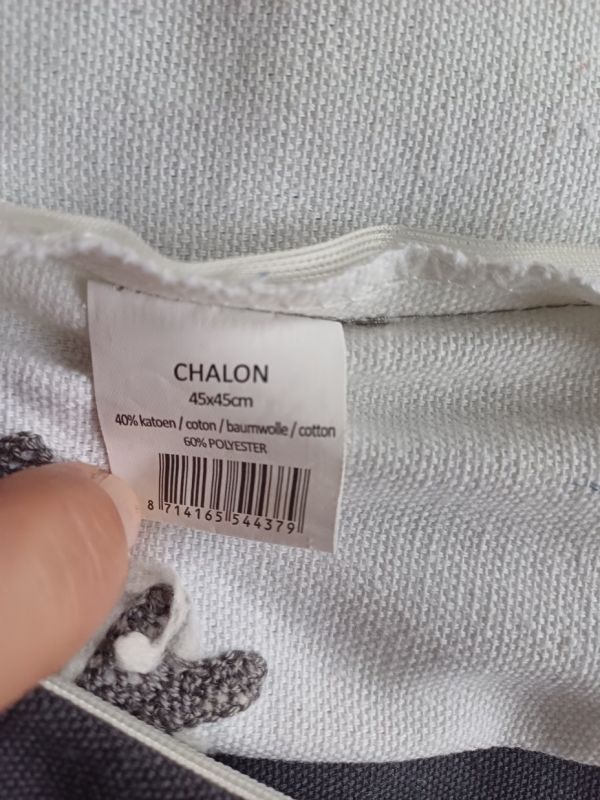 CHALON
45x45cm
40% katoen / coton / baumwolle / cotton
60% POLYESTER
8 714165 544379